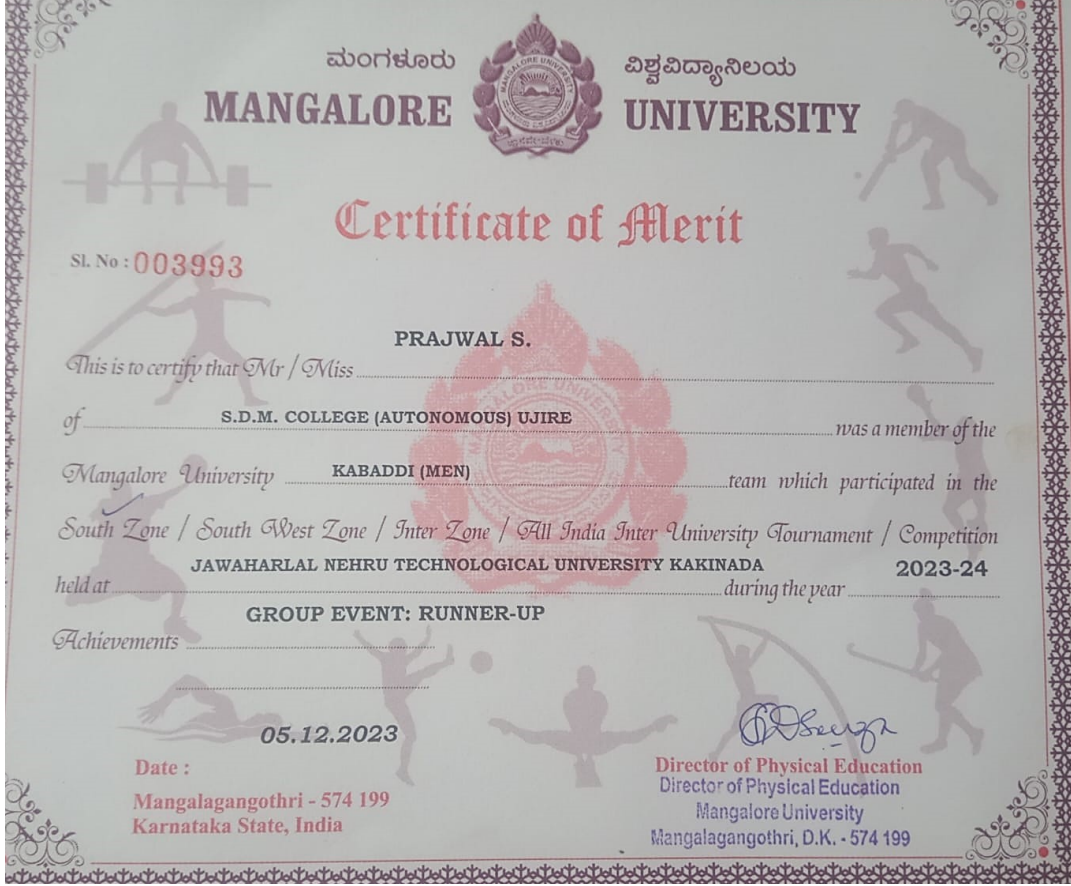 ಮಂಗಳೂರು ವಿಶ್ವವಿದ್ಯಾನಿಲಯ
MANGALORE UNIVERSITY
MANGALORE UNIVERSITY
Certificate of Merit
Sl. No : 003993
PRAJWAL S.
This is to certify that Mr / Miss
of S.D.M. COLLEGE (AUTONOMOUS) UJIRE was a member of the
Mangalore University KABADDI (MEN) team which participated in the
South Zone / South West Zone / Inter Zone / All India Inter University Tournament / Competition
held at JAWAHARLAL NEHRU TECHNOLOGICAL UNIVERSITY KAKINADA during the year 2023-24
GROUP EVENT: RUNNER-UP
Achievements
05.12.2023
Date :
Mangalagangothri - 574 199
Karnataka State, India
Director of Physical Education
Director of Physical Education
Mangalore University
Mangalagangothri, D.K. - 574 199